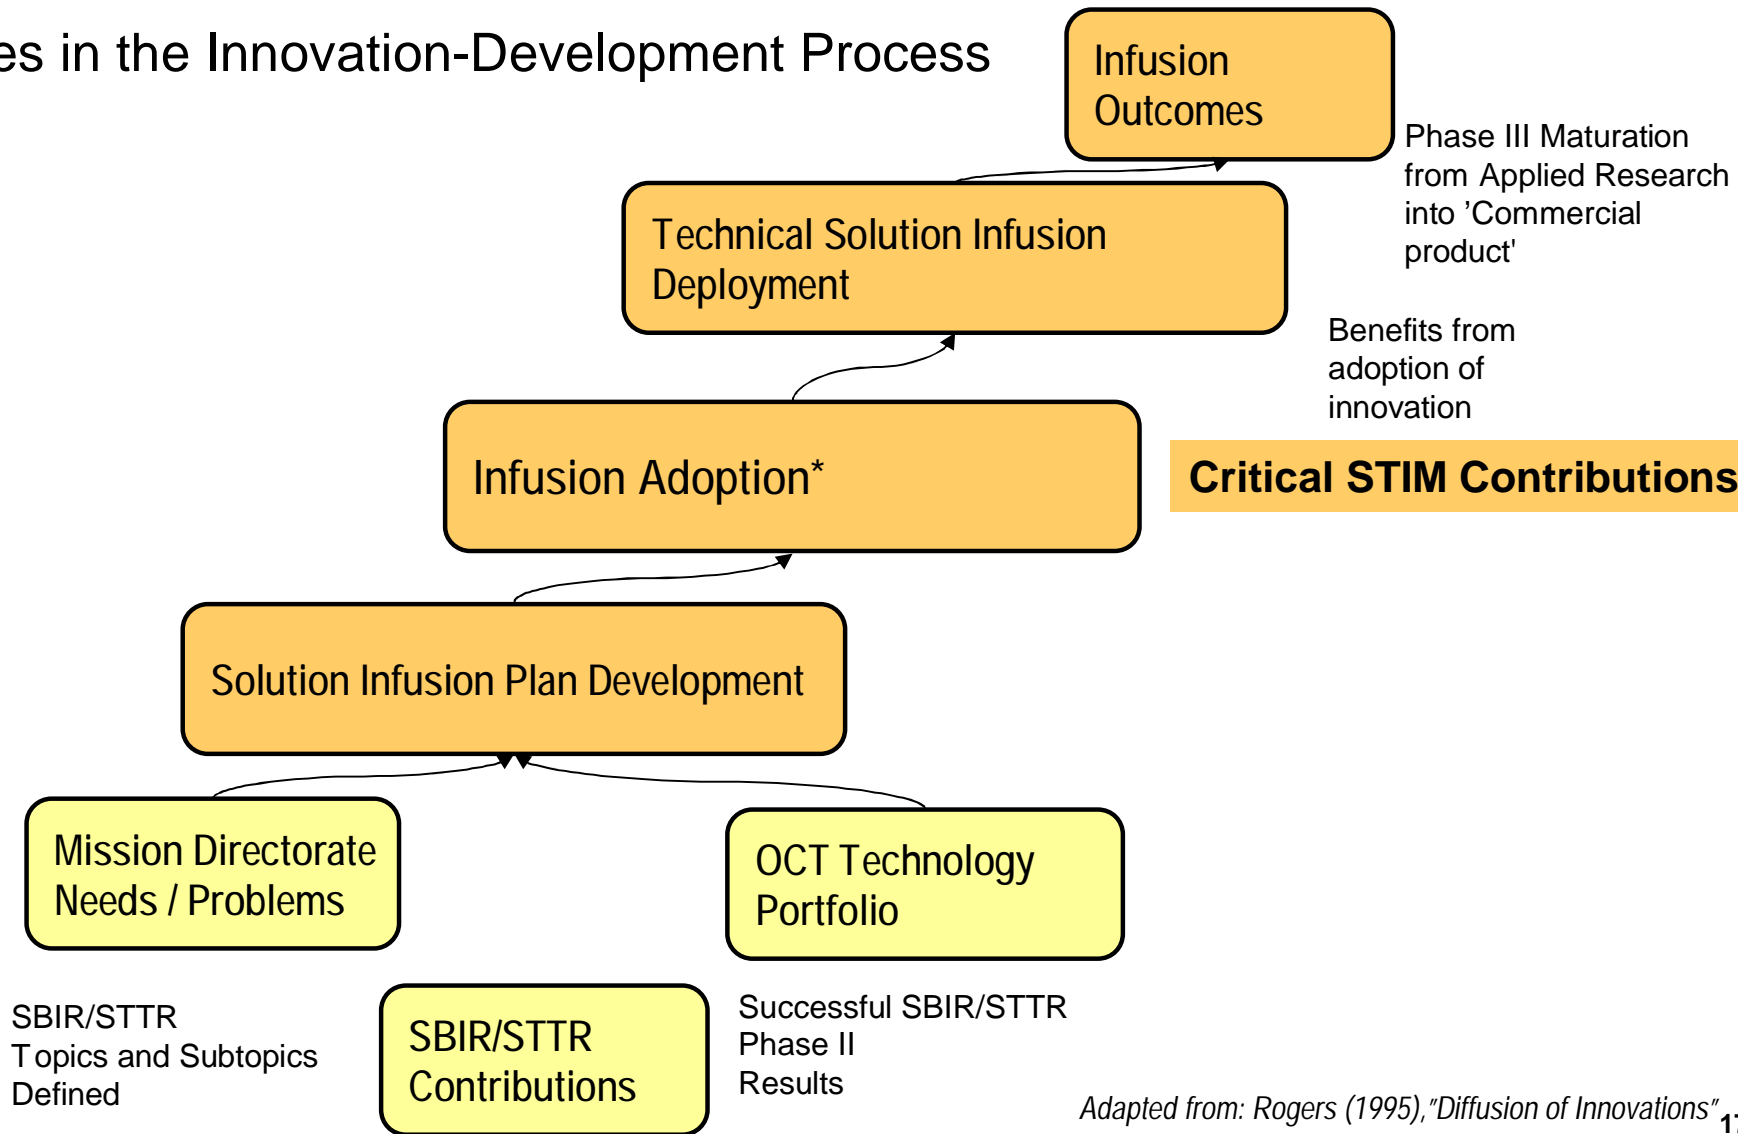 es in the Innovation-Development Process
Infusion
Outcomes
Phase III Maturation
from Applied Research
into ’Commercial
product'
Technical Solution Infusion
Deployment
Benefits from
adoption of
innovation
Infusion Adoption*
Critical STIM Contributions
Solution Infusion Plan Development
Mission Directorate
Needs / Problems
OCT Technology
Portfolio
SBIR/STTR
Topics and Subtopics
Defined
SBIR/STTR
Contributions
Successful SBIR/STTR
Phase II
Results
Adapted from: Rogers (1995),"Diffusion of Innovations"
17